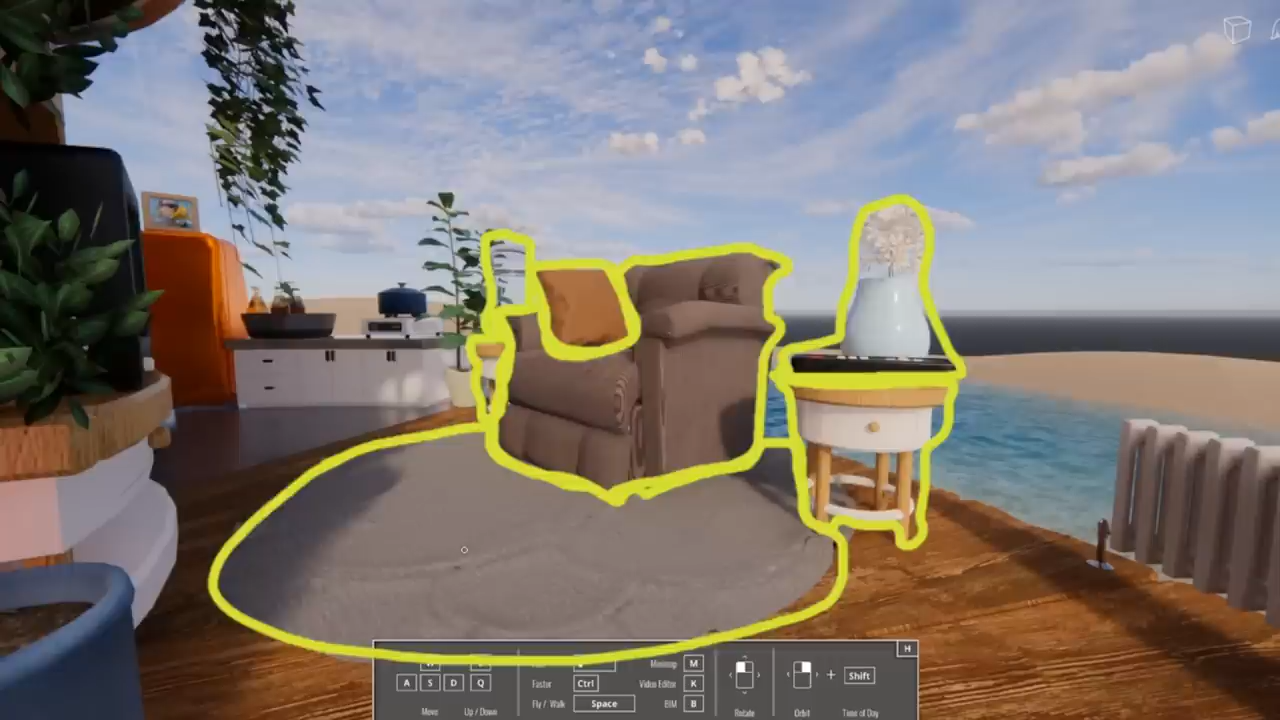 H
Minimap M
A S D Q Faster Ctrl Video Editor K + Shift
Fly / Walk Space BIM B
Move Up / Down Rotate Orbit Time of Day